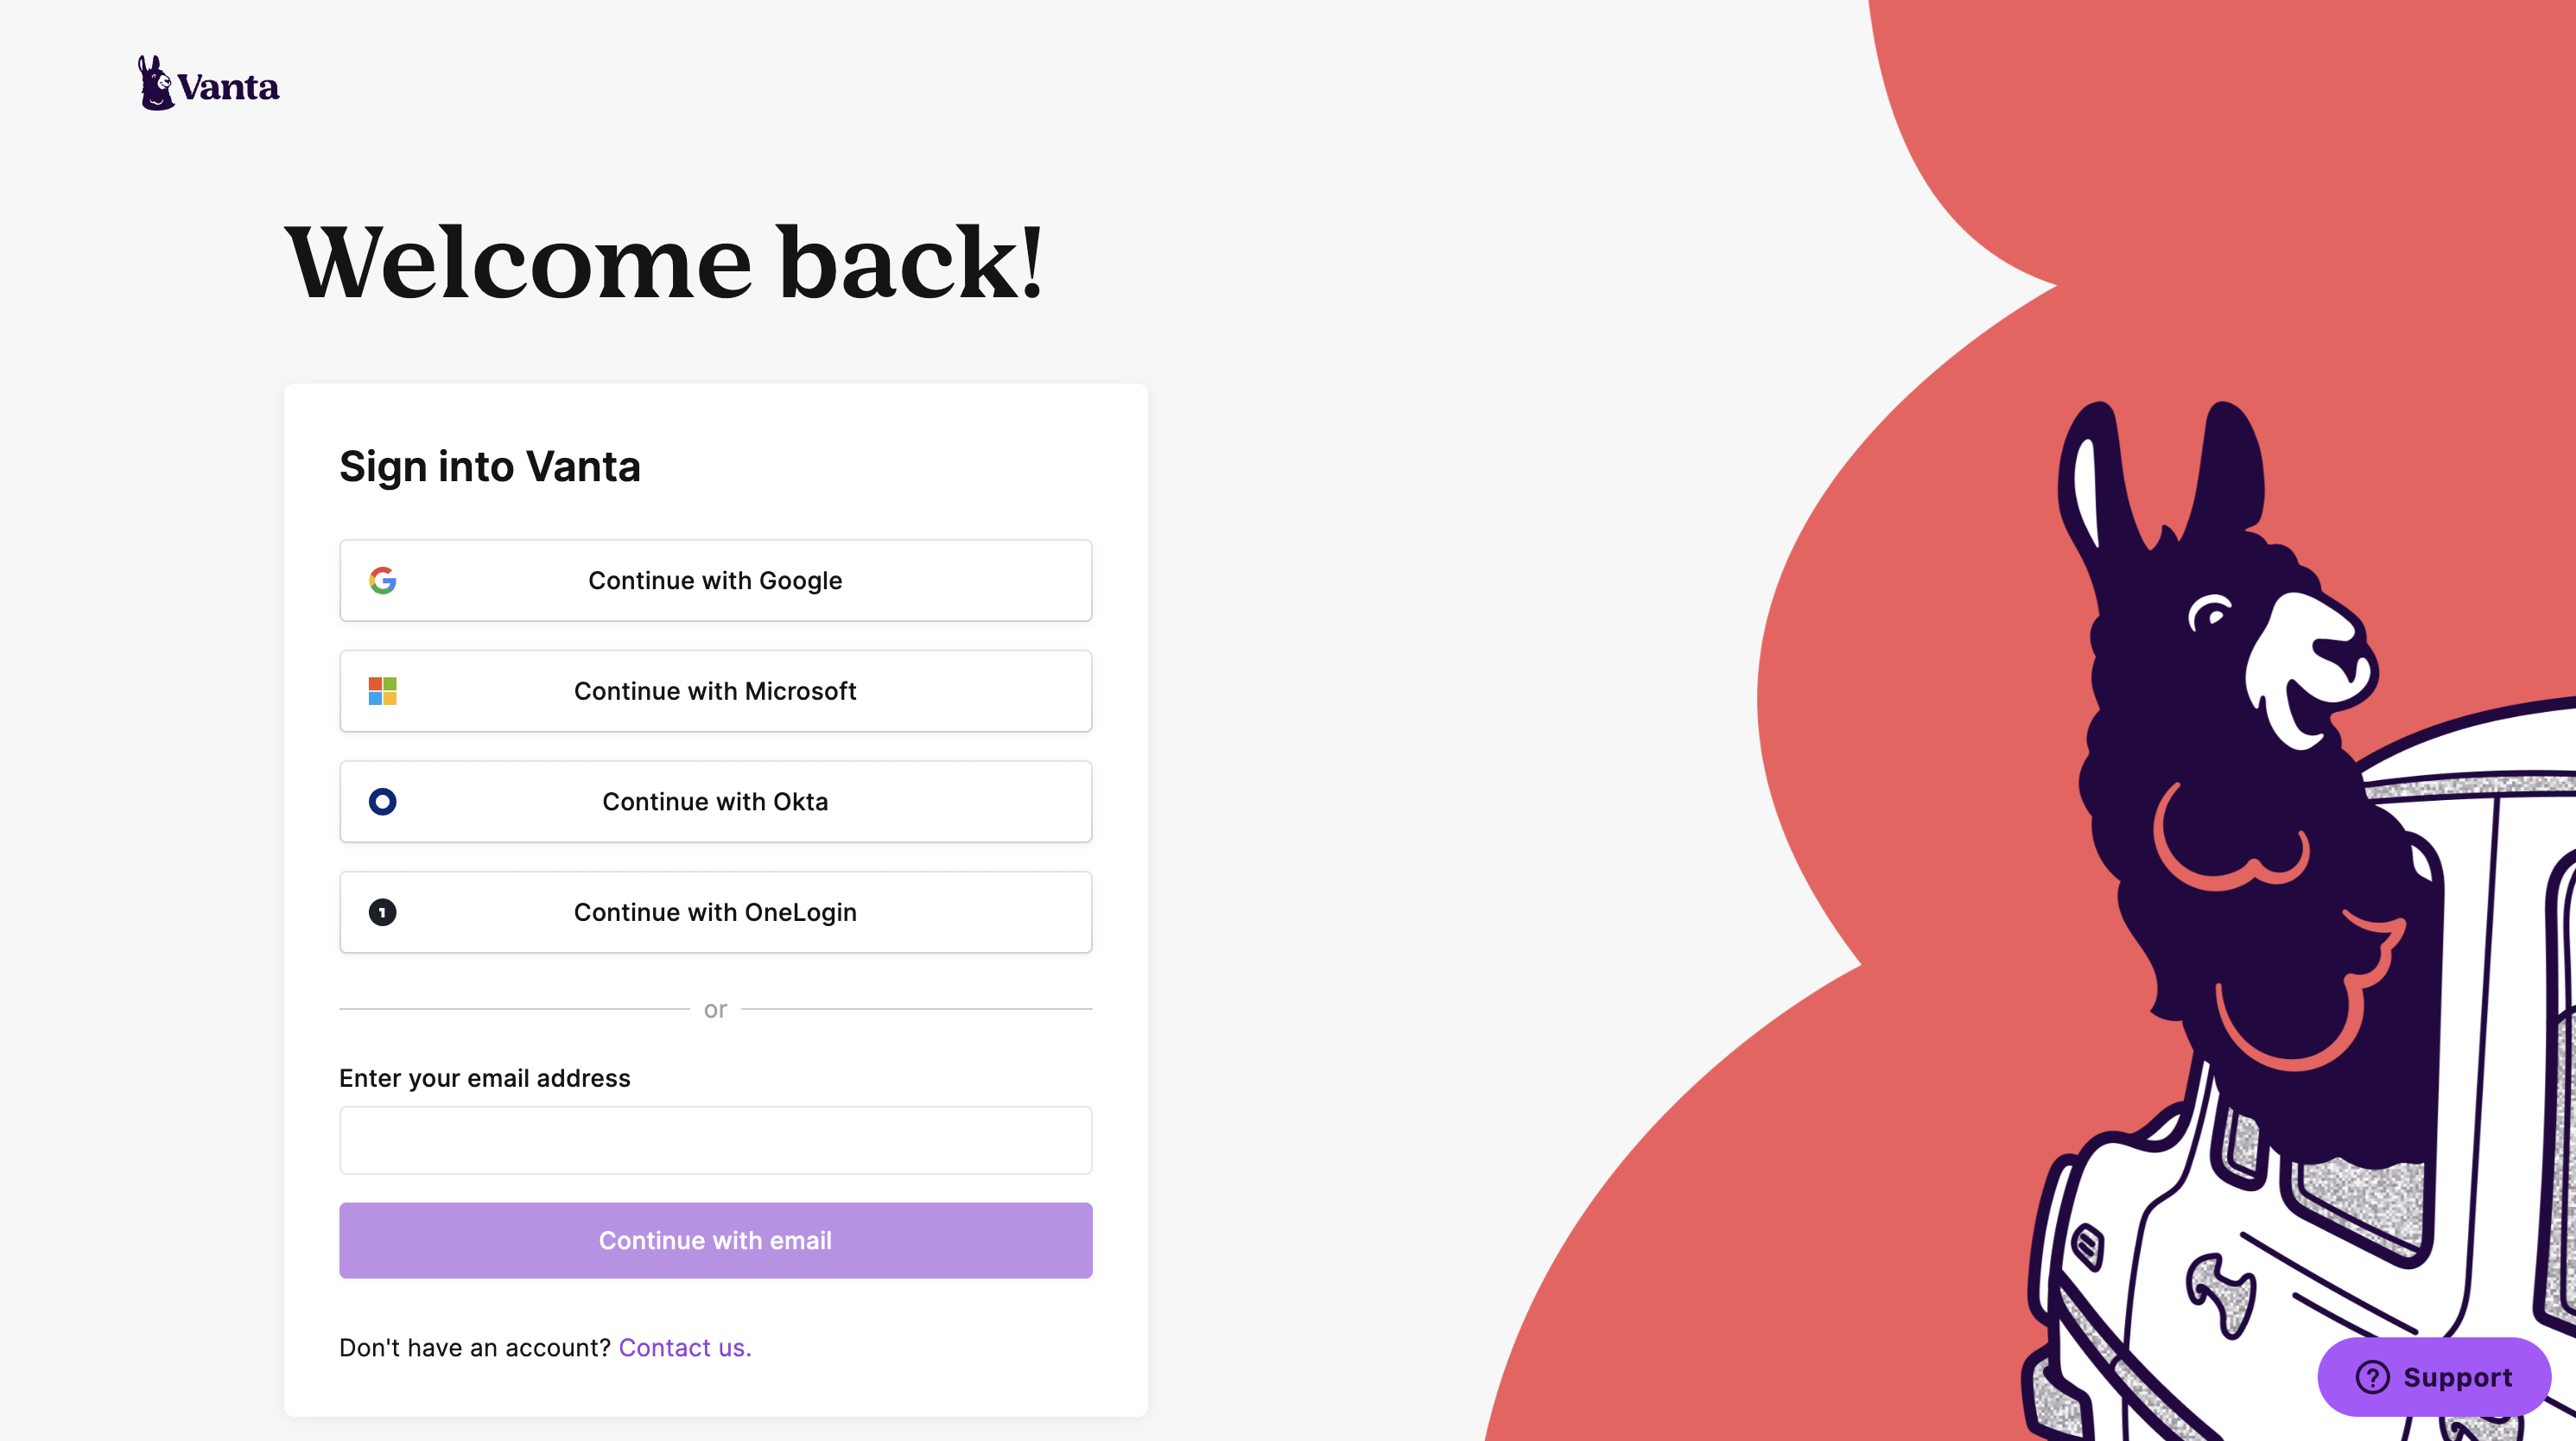 Vanta
Welcome back!
Sign into Vanta
Continue with Google
Continue with Microsoft
Continue with Okta
Continue with OneLogin
or
Enter your email address
Continue with email
Don't have an account? Contact us.
Support